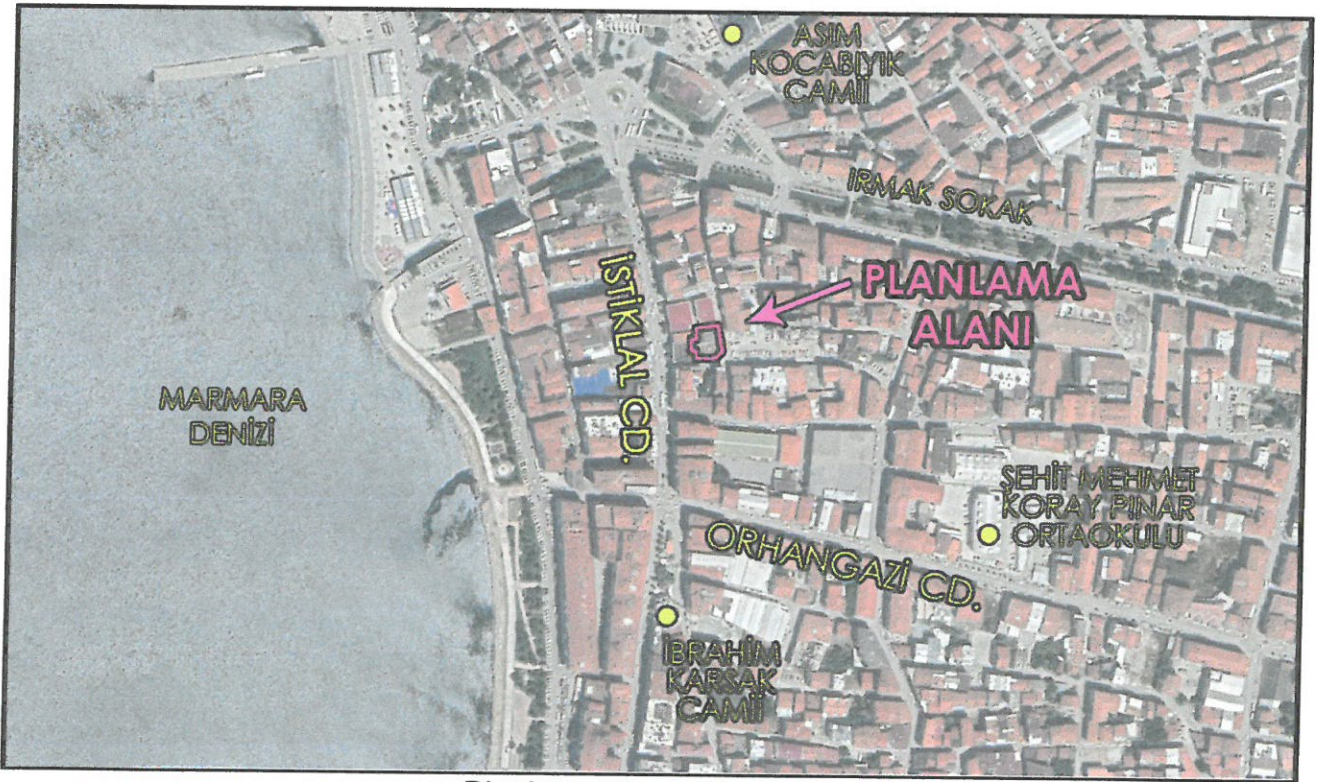 ASIM
KOCABIYIK
CAMİİ
IRMAK SOKAK
İSTİKLAL CD.
PLANLAMA
ALANI
MARMARA
DENİZİ
ŞEHİT MEHMET
KORAY PINAR
ORTAOKULU
ORHANGAZİ CD.
İBRAHİM
KARSAK
CAMİİ